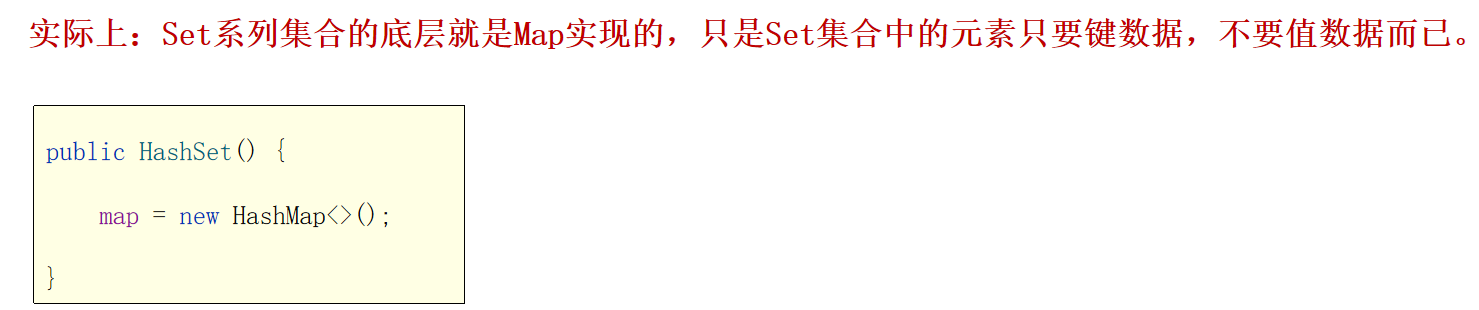 实际上：Set系列集合的底层就是Map实现的，只是Set集合中的元素只要键数据，不要值数据而已。
public HashSet() {
map = new HashMap<>();
}